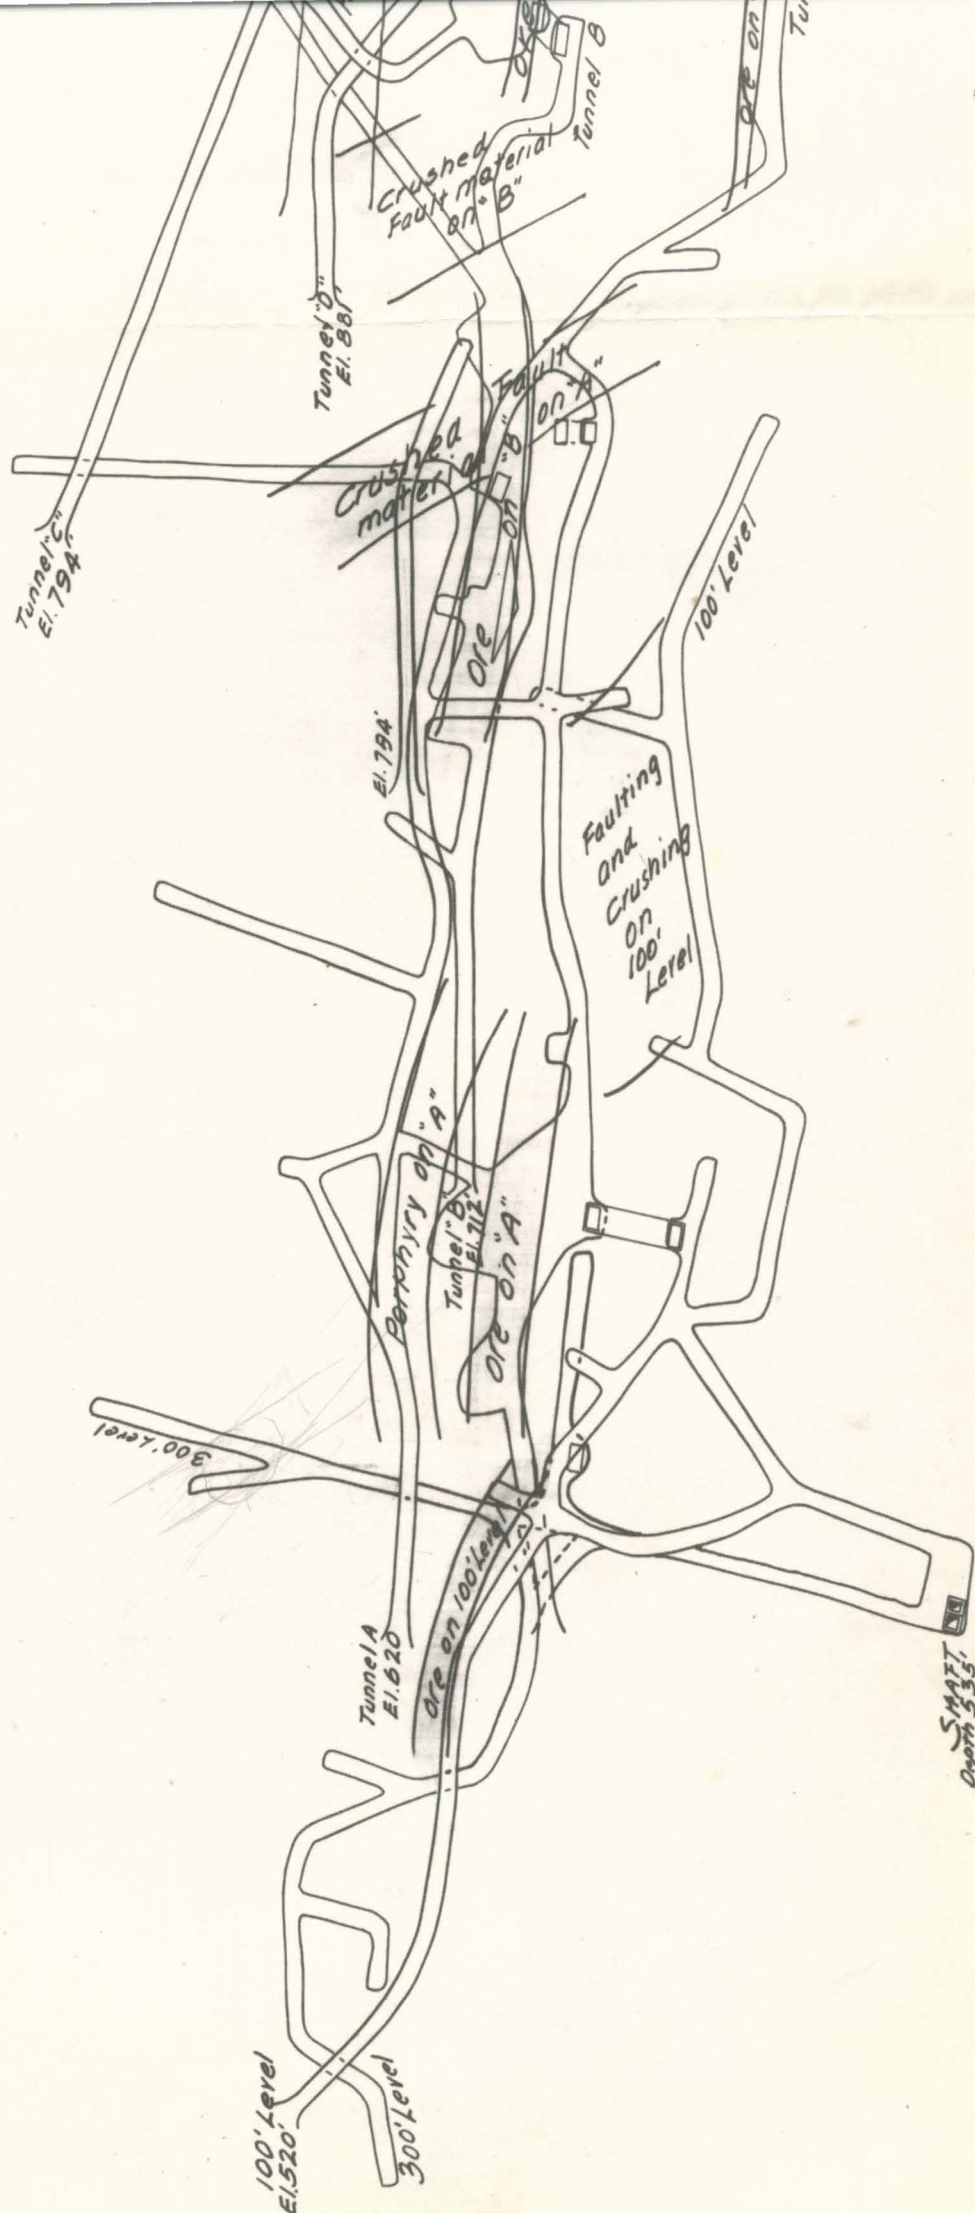 Tunnel B
Ore on
Crushed
Fault material
on "B"
Tunnel "D"
El. 881'
Tunnel "C"
El. 794'
Crushed
material
Fault
on "A"
Ore on "B"
100' Level
El. 794'
Faulting
and
Crushing
on
100'
Level
Porphyry on "A"
Tunnel "B"
El. 712'
Ore on "A"
300' Level
Ore on 100' Level
Tunnel A
El. 620'
SHAFT
Depth 535'
100' Level
El. 520'
300' Level